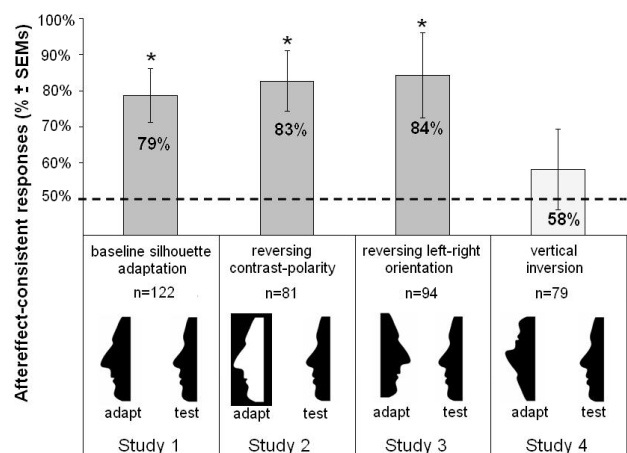 Aftereffect-consistent responses (% ± SEMs)
100%
90%
80%
70%
60%
50%
*
*
*
79%
83%
84%
58%
baseline silhouette
adaptation
n=122
adapt
test
Study 1
reversing
contrast-polarity
n=81
adapt
test
Study 2
reversing left-right
orientation
n=94
adapt
test
Study 3
vertical
inversion
n=79
adapt
test
Study 4